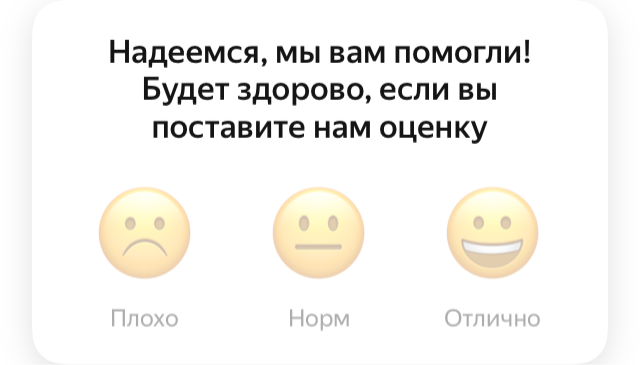 Надеемся, мы вам помогли!
Будет здорово, если вы
поставите нам оценку
Плохо
Норм
Отлично